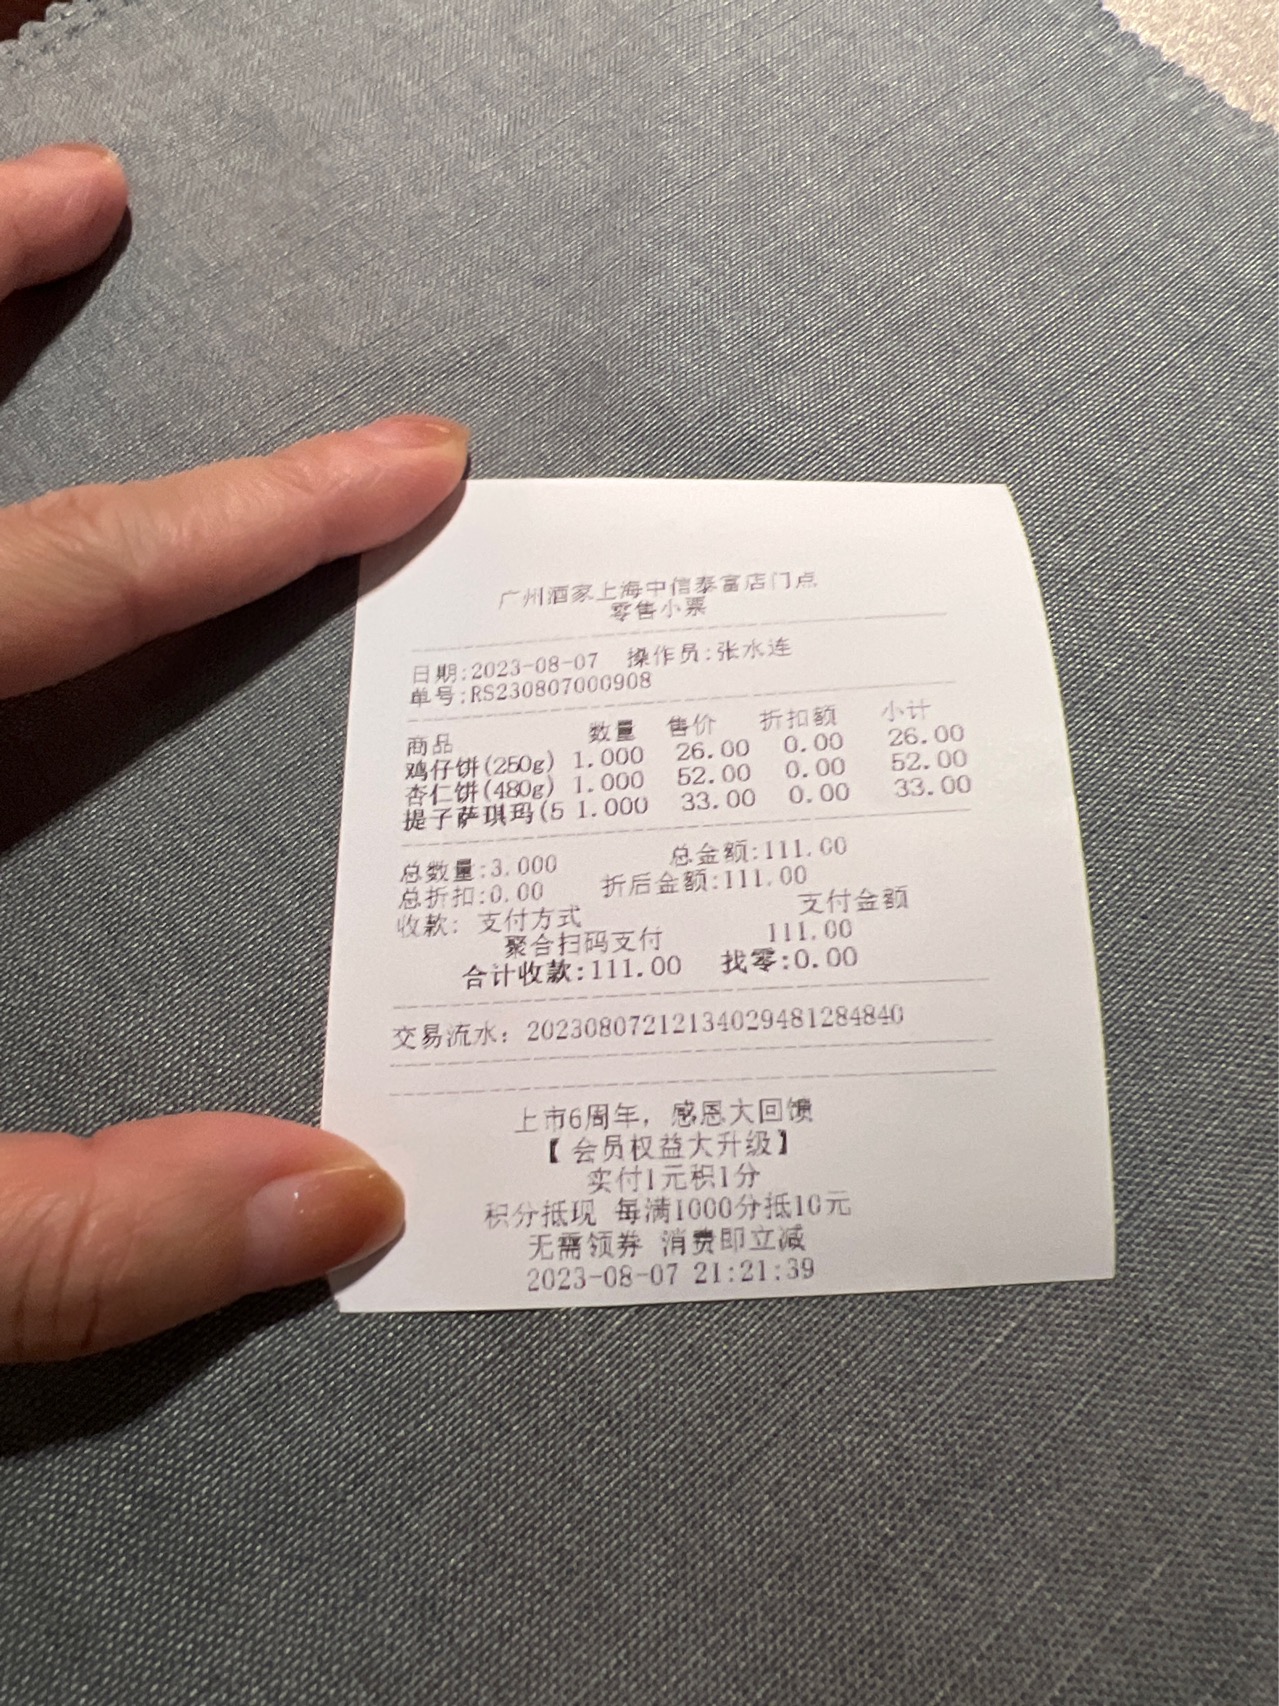 广州酒家上海中信泰富店门点
零售小票
日期:2023-08-07 操作员:张水连
单号:RS230807000908
商品 数量 售价 折扣额 小计
鸡仔饼(250g) 1.000 26.00 0.00 26.00
杏仁饼(480g) 1.000 52.00 0.00 52.00
提子萨琪玛(5 1.000 33.00 0.00 33.00
总数量:3.000 总金额:111.00
总折扣:0.00 折后金额:111.00
收款: 支付方式 支付金额
聚合扫码支付 111.00
合计收款:111.00 找零:0.00
交易流水: 20230807212134029481284840
上市6周年，感恩大回馈
【会员权益大升级】
实付1元积1分
积分抵现 每满1000分抵10元
无需领券 消费即立减
2023-08-07 21:21:39